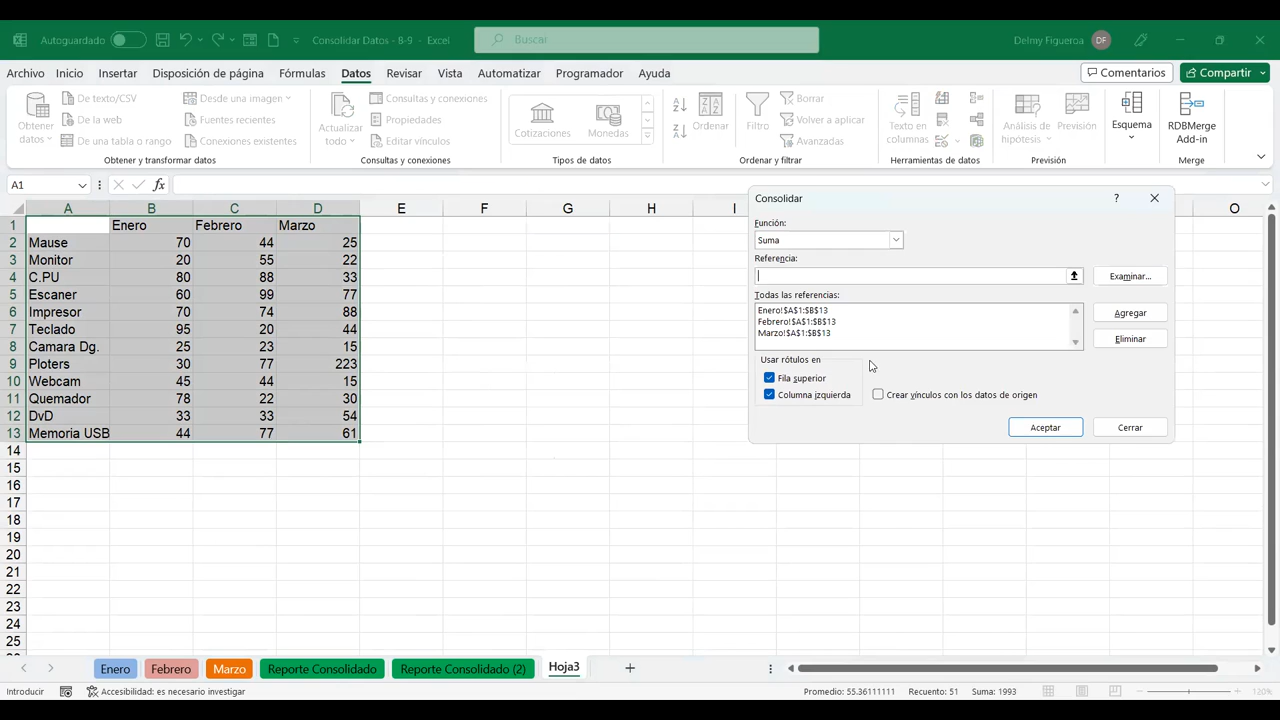 Autoguardado
Consolidar Datos - 8-9 - Excel
Buscar
Delmy Figueroa
DF
Archivo Inicio Insertar Disposición de página Fórmulas Datos Revisar Vista Automatizar Programador Ayuda
Comentarios
Compartir
Obtener datos
De texto/CSV
De la web
De una tabla o rango
Desde una imagen
Fuentes recientes
Conexiones existentes
Obtener y transformar datos
Actualizar todo
Consultas y conexiones
Propiedades
Editar vínculos
Consultas y conexiones
Cotizaciones
Monedas
Tipos de datos
Ordenar
Filtro
Borrar
Volver a aplicar
Avanzadas
Ordenar y filtrar
Texto en columnas
Herramientas de datos
Análisis de hipótesis
Previsión
Previsión
Esquema
RDBMerge Add-in
Merge
A1
fx
A B C D E F G H I O
1 Enero Febrero Marzo
2 Mause 70 44 25
3 Monitor 20 55 22
4 C.PU 80 88 33
5 Escaner 60 99 77
6 Impresor 70 74 88
7 Teclado 95 20 44
8 Camara Dg. 25 23 15
9 Ploters 30 77 223
10 Webcam 45 44 15
11 Quemador 78 22 30
12 DvD 33 33 54
13 Memoria USB 44 77 61
14
15
16
17
18
19
20
21
22
23
24
25
Consolidar
?
Función:
Suma
Referencia:
Examinar...
Todas las referencias:
Enero!$A$1:$B$13
Febrero!$A$1:$B$13
Marzo!$A$1:$B$13
Agregar
Eliminar
Usar rótulos en
Fila superior
Columna izquierda
Crear vínculos con los datos de origen
Aceptar
Cerrar
Enero Febrero Marzo Reporte Consolidado Reporte Consolidado (2) Hoja3
Introducir
Accesibilidad: es necesario investigar
Promedio: 55.36111111 Recuento: 51 Suma: 1993
120%